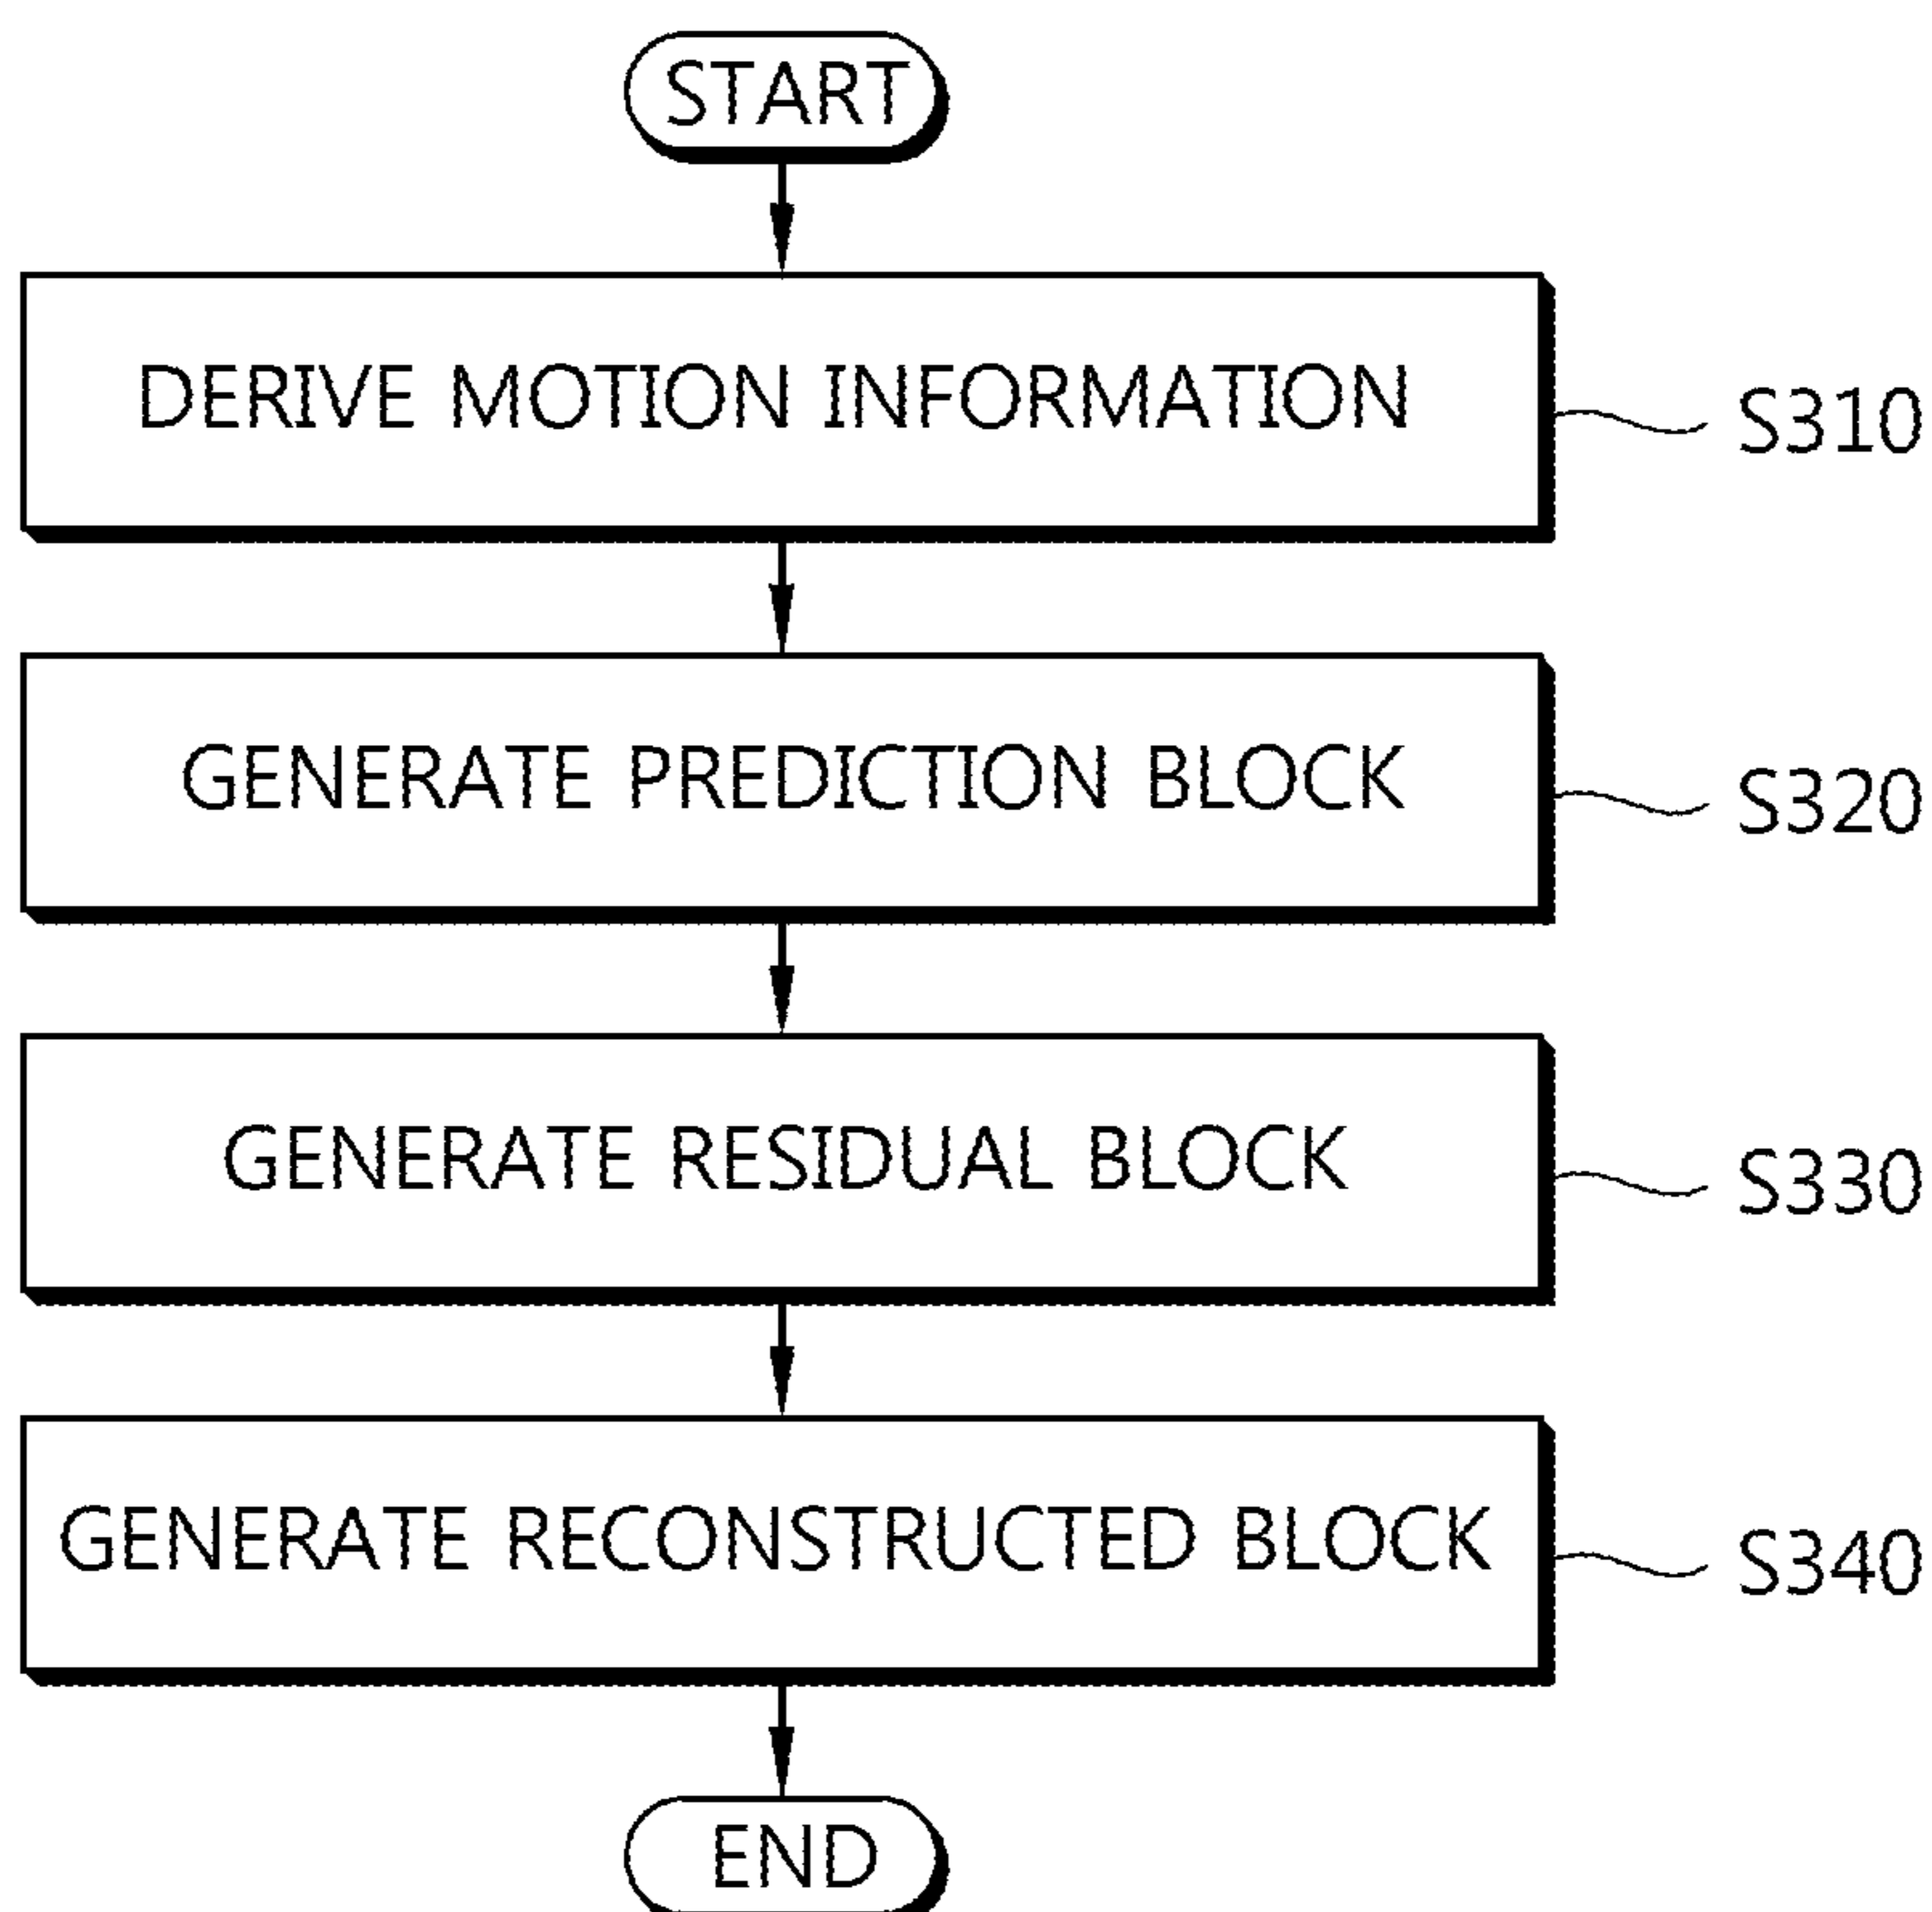 START
DERIVE MOTION INFORMATION
S310
GENERATE PREDICTION BLOCK
S320
GENERATE RESIDUAL BLOCK
S330
GENERATE RECONSTRUCTED BLOCK
S340
END